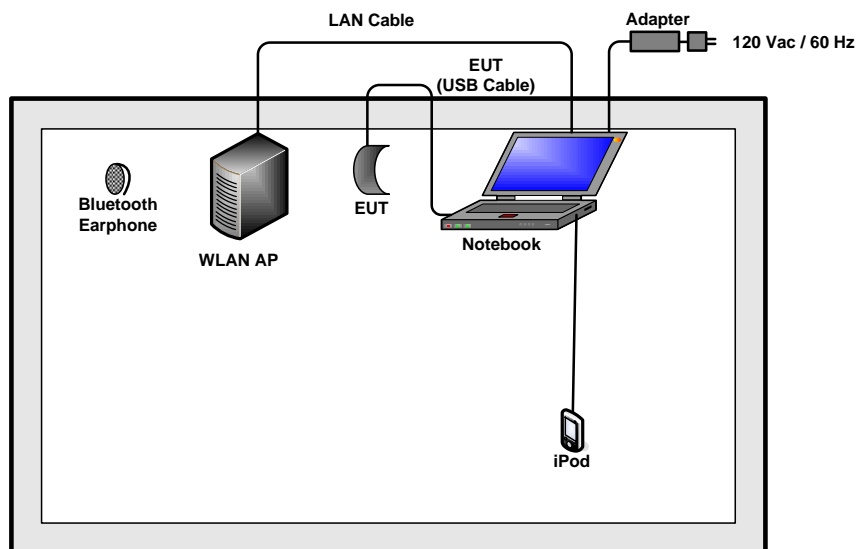 LAN Cable
Adapter
120 Vac / 60 Hz
EUT
(USB Cable)
Bluetooth
Earphone
EUT
WLAN AP
Notebook
iPod